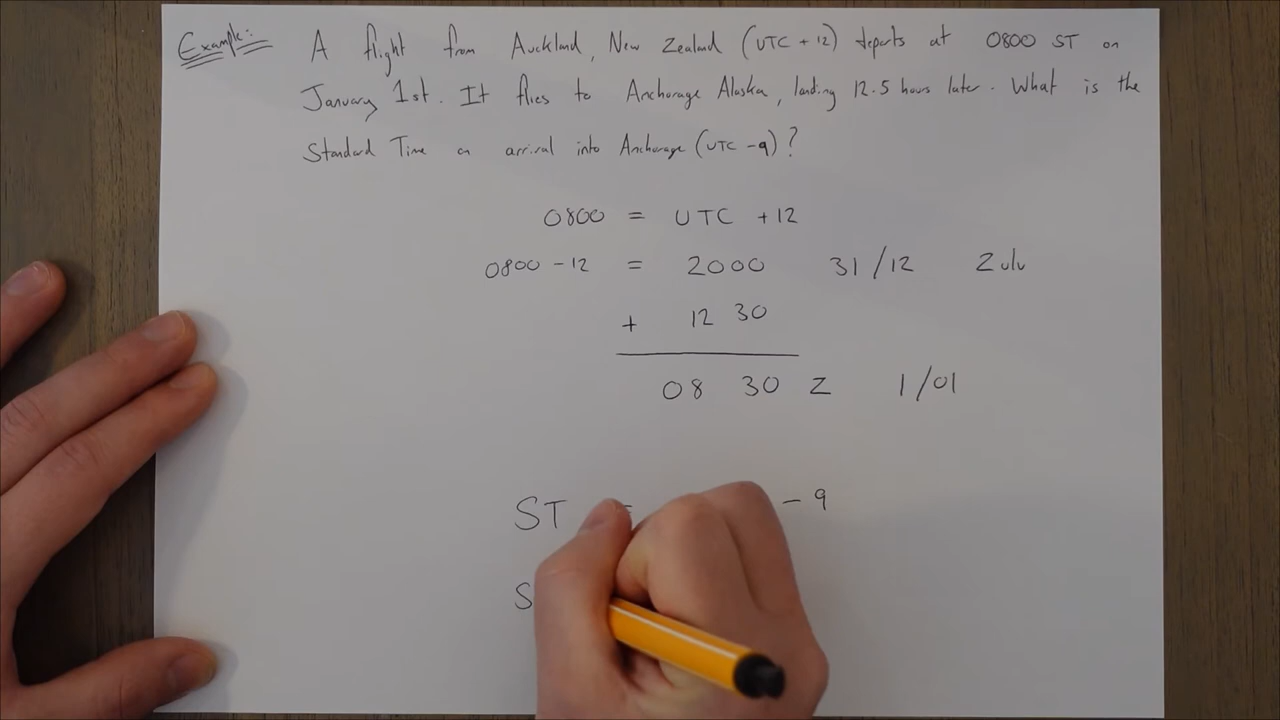 Example: A flight from Auckland, New Zealand (UTC + 12) departs at 0800 ST on
January 1st. It flies to Anchorage Alaska, landing 12.5 hours later. What is the
Standard Time on arrival into Anchorage (UTC -9)?
0800 = UTC +12
0800 - 12 = 2000 31/12 Zulu
+ 12 30
08 30 Z 1/01
ST = - 9
S